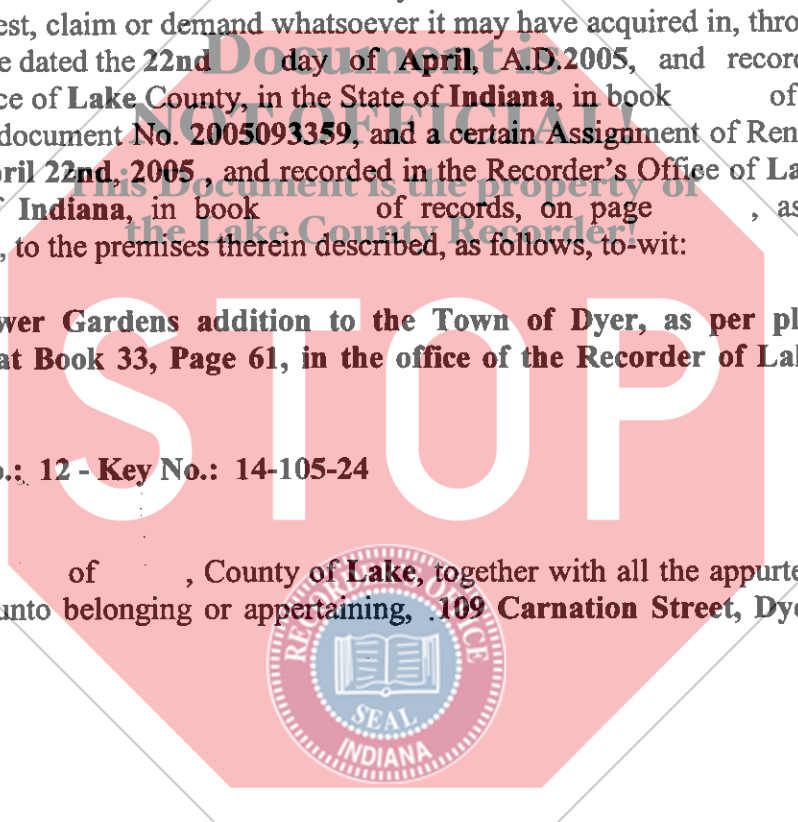 est, claim or demand whatsoever it may have acquired in, thro
e dated the 22nd day of April, A.D.2005, and record
Document is
ce of Lake County, in the State of Indiana, in book of
NOT OFFICIAL!
document No. 2005093359, and a certain Assignment of Ren
ril 22nd, 2005 , and recorded in the Recorder's Office of La
This Document is the property of
f Indiana, in book of records, on page , as
the Lake County Recorder!
, to the premises therein described, as follows, to-wit:
wer Gardens addition to the Town of Dyer, as per pl
at Book 33, Page 61, in the office of the Recorder of Lak
STOP
o.: 12 - Key No.: 14-105-24
of , County of Lake, together with all the appurte
unto belonging or appertaining, .109 Carnation Street, Dye
RECORDER'S OFFICE
SEAL
INDIANA